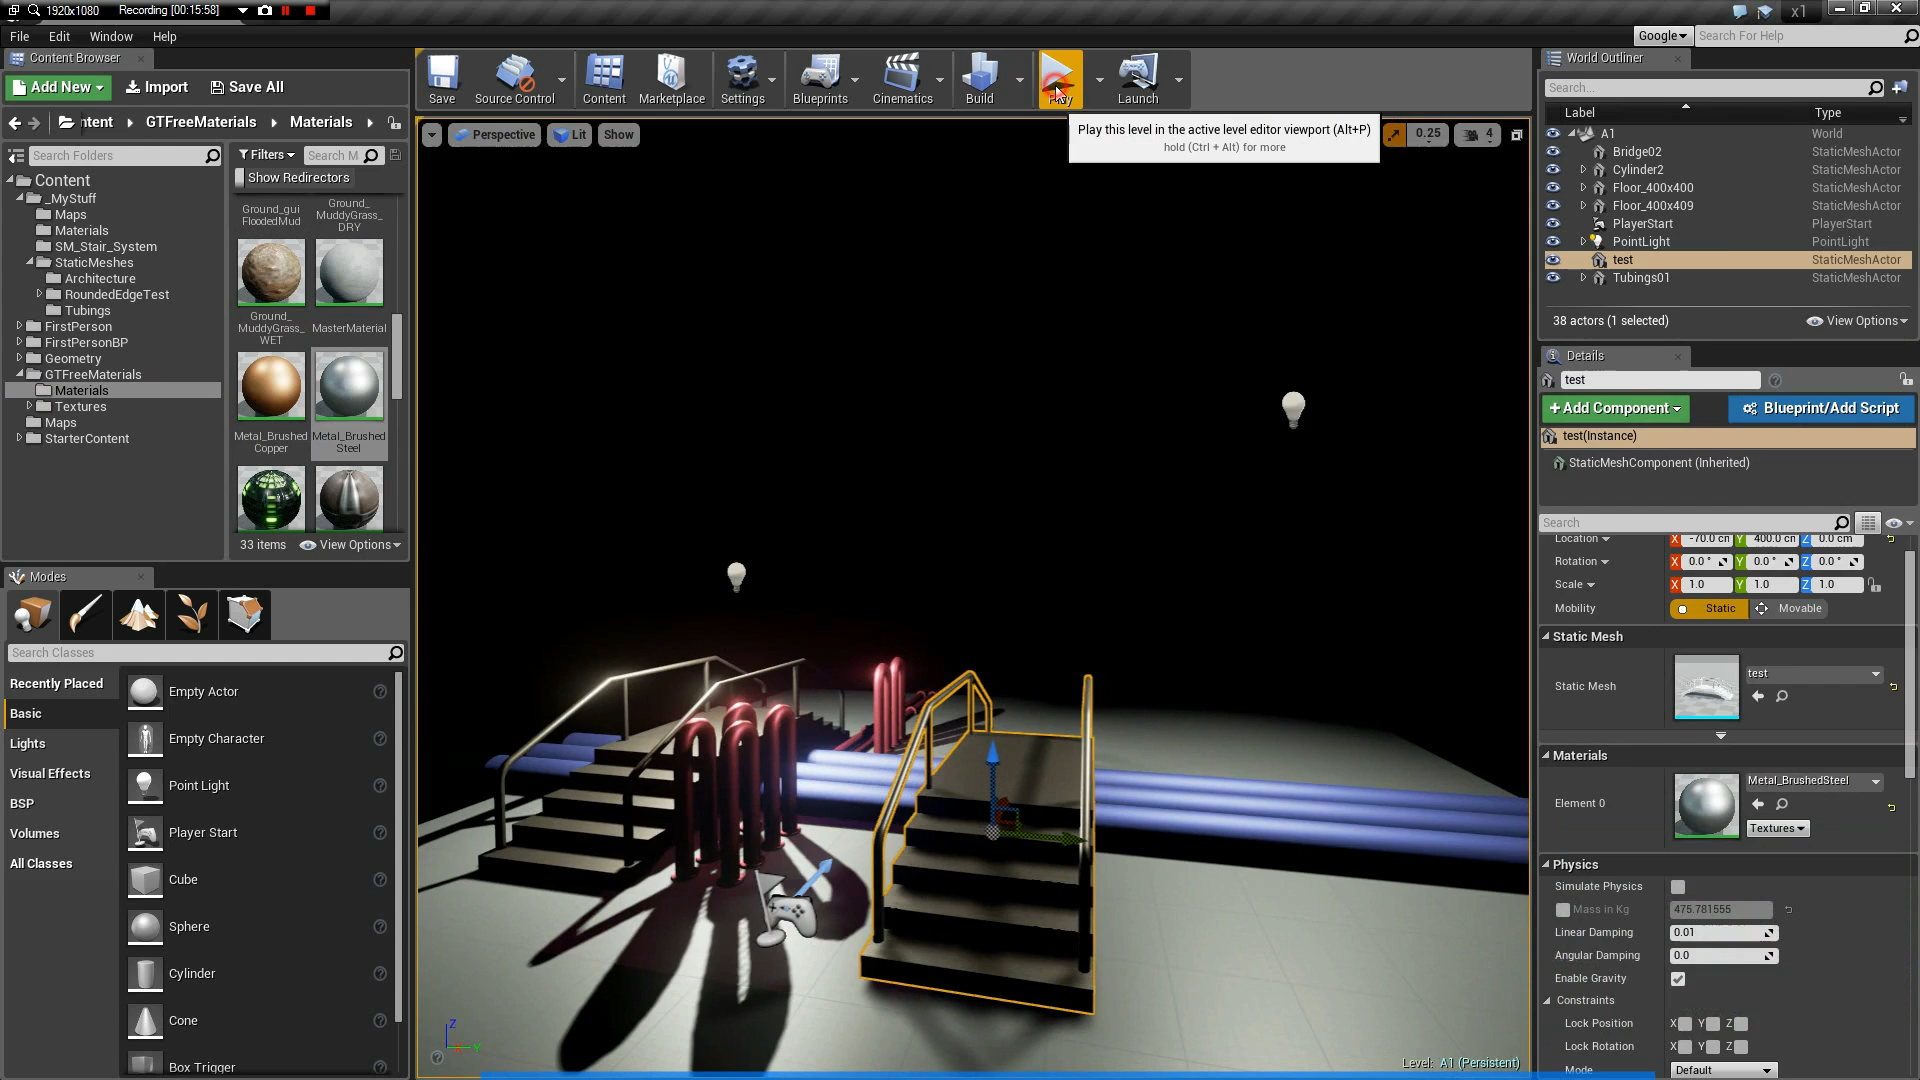 1920x1080 Recording [00:15:58]
x1
File Edit Window Help
Google Search For Help
Content Browser
Add New Import Save All
ntent GTFreeMaterials Materials
Search Folders
Filters Search M
Show Redirectors
Content
_MyStuff
Maps
Materials
SM_Stair_System
StaticMeshes
Architecture
RoundedEdgeTest
Tubings
FirstPerson
FirstPersonBP
Geometry
GTFreeMaterials
Materials
Textures
Maps
StarterContent
Ground_gui
FloodedMud
Ground_
MuddyGrass_
DRY
Ground_
MuddyGrass_
WET
MasterMaterial
Metal_Brushed
Copper
Metal_Brushed
Steel
33 items View Options
Modes
Search Classes
Recently Placed
Basic
Lights
Visual Effects
BSP
Volumes
All Classes
Empty Actor
Empty Character
Point Light
Player Start
Cube
Sphere
Cylinder
Cone
Box Trigger
Save Source Control Content Marketplace Settings Blueprints Cinematics Build Play Launch
Perspective Lit Show
Play this level in the active level editor viewport (Alt+P)
hold (Ctrl + Alt) for more
0.25 4
Z
Y
Level: A1 (Persistent)
World Outliner
Search...
Label Type
A1 World
Bridge02 StaticMeshActor
Cylinder2 StaticMeshActor
Floor_400x400 StaticMeshActor
Floor_400x409 StaticMeshActor
PlayerStart PlayerStart
PointLight PointLight
test StaticMeshActor
Tubings01 StaticMeshActor
38 actors (1 selected) View Options
Details
test
+Add Component Blueprint/Add Script
test(Instance)
StaticMeshComponent (Inherited)
Search
Location X -70.0 cm Y 400.0 cm Z 0.0 cm
Rotation X 0.0 ° Y 0.0 ° Z 0.0 °
Scale X 1.0 Y 1.0 Z 1.0
Mobility Static Movable
Static Mesh
Static Mesh test
Materials
Element 0 Metal_BrushedSteel
Textures
Physics
Simulate Physics
Mass in Kg 475.781555
Linear Damping 0.01
Angular Damping 0.0
Enable Gravity
Constraints
Lock Position X Y Z
Lock Rotation X Y Z
Mode Default